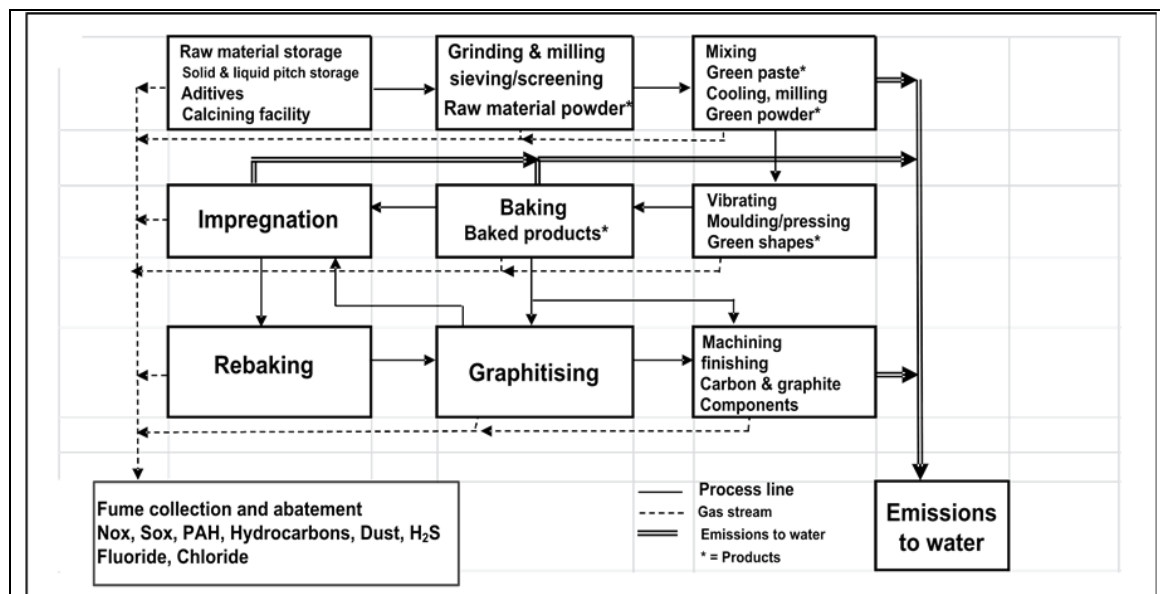 Raw material storage
Solid & liquid pitch storage
Aditives
Calcining facility
Grinding & milling
sieving/screening
Raw material powder*
Mixing
Green paste*
Cooling, milling
Green powder*
Impregnation
Baking
Baked products*
Vibrating
Moulding/pressing
Green shapes*
Rebaking
Graphitising
Machining
finishing
Carbon & graphite
Components
Fume collection and abatement
Nox, Sox, PAH, Hydrocarbons, Dust, H₂S
Fluoride, Chloride
Process line
Gas stream
Emissions to water
* = Products
Emissions
to water